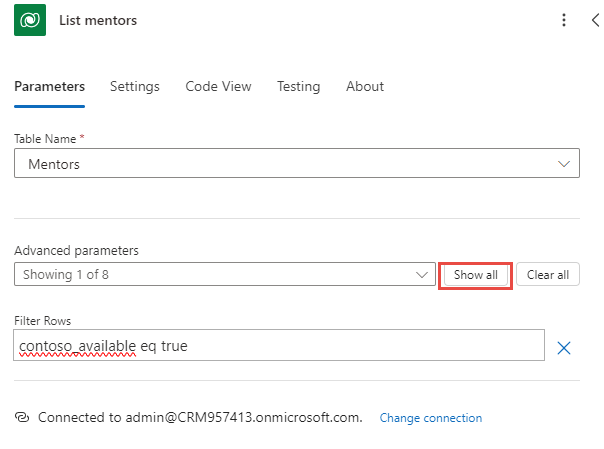 List mentors
Parameters Settings Code View Testing About
Table Name *
Mentors
Advanced parameters
Showing 1 of 8 Show all Clear all
Filter Rows
contoso_available eq true
Connected to admin@CRM957413.onmicrosoft.com. Change connection